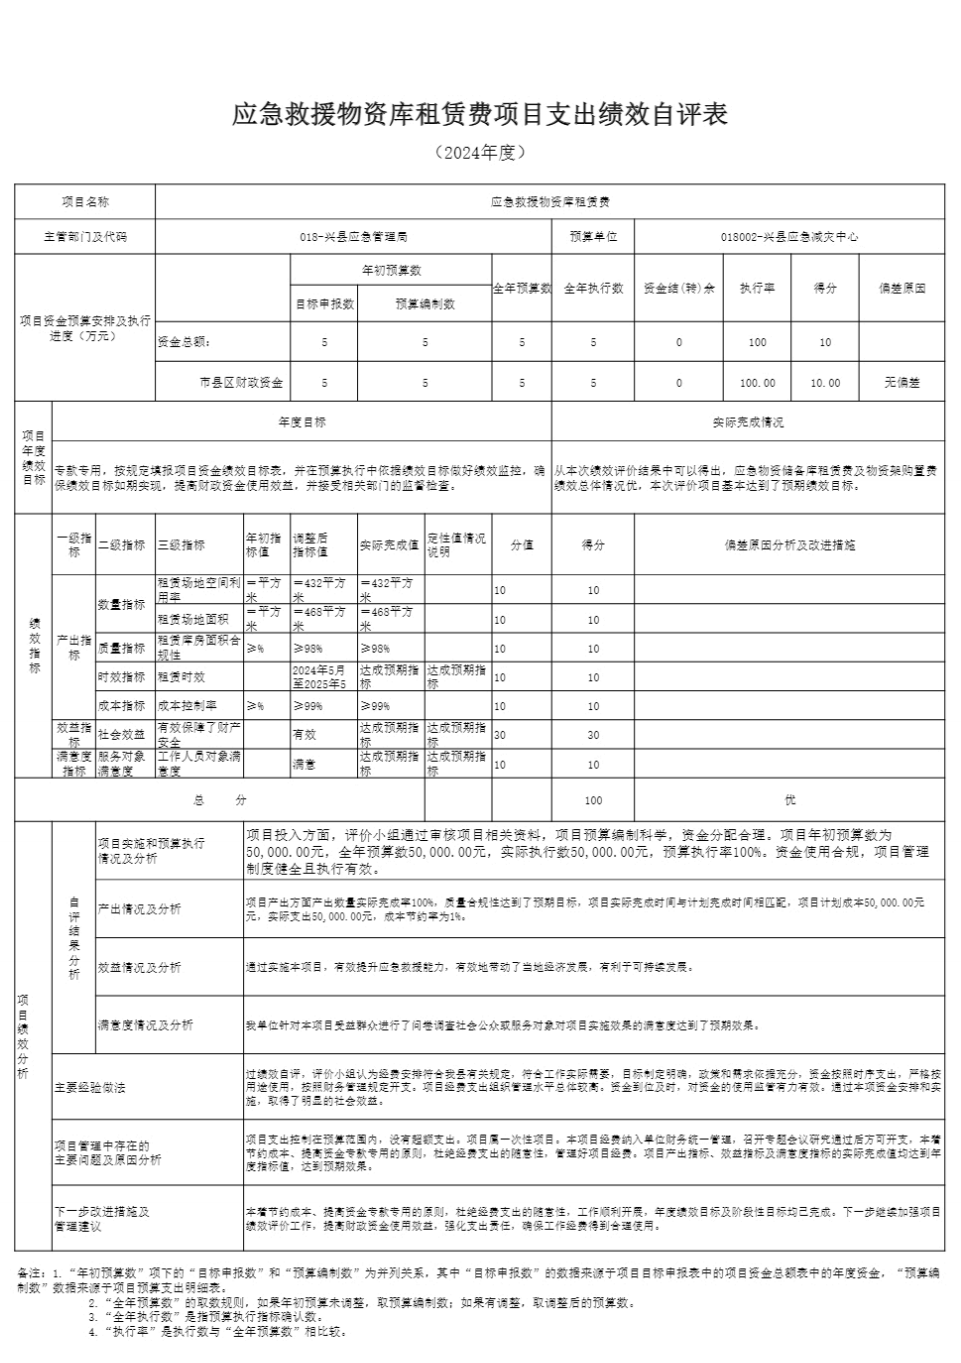 应急救援物资库租赁费项目支出绩效自评表
（2024年度）
项目名称
应急救援物资库租赁费
主管部门及代码
018-兴县应急管理局
预算单位
018002-兴县应急减灾中心
项目资金预算安排及执行
进度（万元）
年初预算数
目标申报数
预算编制数
全年预算数
全年执行数
资金结(转)余
执行率
得分
偏差原因
资金总额：
5
5
5
5
0
100
10
市县区财政资金
5
5
5
5
0
100.00
10.00
无偏差
项目
年度
绩效
目标
年度目标
实际完成情况
专款专用，按规定填报项目资金绩效目标表，并在预算执行中依据绩效目标做好绩效监控，确
保绩效目标如期实现，提高财政资金使用效益，并接受相关部门的监督检查。
从本次绩效评价结果中可以得出，应急物资储备库租赁费及物资架购置费
绩效总体情况优，本次评价项目基本达到了预期绩效目标。
绩
效
指
标
一级指
标
二级指标
三级指标
年初指
标值
调整后
指标值
实际完成值
定性值情况
说明
分值
得分
偏差原因分析及改进措施
产出指
标
数量指标
租赁场地空间利
用率
＝平方
米
＝432平方
米
＝432平方
米
10
10
租赁场地面积
＝平方
米
＝468平方
米
＝468平方
米
10
10
质量指标
租赁库房面积合
规性
≥%
≥98%
≥98%
10
10
时效指标
租赁时效
2024年5月
至2025年5
达成预期指
标
达成预期指
标
10
10
成本指标
成本控制率
≥%
≥99%
≥99%
10
10
效益指
标
社会效益
有效保障了财产
安全
有效
达成预期指
标
达成预期指
标
30
30
满意度
指标
服务对象
满意度
工作人员对象满
意度
满意
达成预期指
标
达成预期指
标
10
10
总 分
100
优
项
目
绩
效
分
析
自
评
结
果
分
析
项目实施和预算执行
情况及分析
项目投入方面，评价小组通过审核项目相关资料，项目预算编制科学，资金分配合理。项目年初预算数为
50,000.00元，全年预算数50,000.00元，实际执行数50,000.00元，预算执行率100%。资金使用合规，项目管理
制度健全且执行有效。
产出情况及分析
项目产出方面产出数量实际完成率100%，质量合规性达到了预期目标，项目实际完成时间与计划完成时间相匹配，项目计划成本50,000.00元
元，实际支出50,000.00元，成本节约率为1%。
效益情况及分析
通过实施本项目，有效提升应急救援能力，有效地带动了当地经济发展，有利于可持续发展。
满意度情况及分析
我单位针对本项目受益群众进行了问卷调查社会公众或服务对象对项目实施效果的满意度达到了预期效果。
主要经验做法
过绩效自评，评价小组认为经费安排符合我县有关规定，符合工作实际需要，目标制定明确，政策和需求依据充分，资金按照时序支出，严格按
用途使用，按照财务管理规定开支。项目经费支出组织管理水平总体较高。资金到位及时，对资金的使用监管有力有效。通过本项资金安排和实
施，取得了明显的社会效益。
项目管理中存在的
主要问题及原因分析
项目支出控制在预算范围内，没有超额支出。项目属一次性项目。本项目经费纳入单位财务统一管理，召开专题会议研究通过后方可开支，本着
节约成本、提高资金专款专用的原则，杜绝经费支出的随意性，管理好项目经费。项目产出指标、效益指标及满意度指标的实际完成值均达到年
度指标值，达到预期效果。
下一步改进措施及
管理建议
本着节约成本、提高资金专款专用的原则，杜绝经费支出的随意性，工作顺利开展，年度绩效目标及阶段性目标均已完成。下一步继续加强项目
绩效评价工作，提高财政资金使用效益，强化支出责任，确保工作经费得到合理使用。
备注：1.“年初预算数”项下的“目标申报数”和“预算编制数”为并列关系，其中“目标申报数”的数据来源于项目目标申报表中的项目资金总额表中的年度资金，“预算编
制数”数据来源于项目预算支出明细表。
2.“全年预算数”的取数规则，如果年初预算未调整，取预算编制数；如果有调整，取调整后的预算数。
3.“全年执行数”是指预算执行指标确认数。
4.“执行率”是执行数与“全年预算数”相比较。